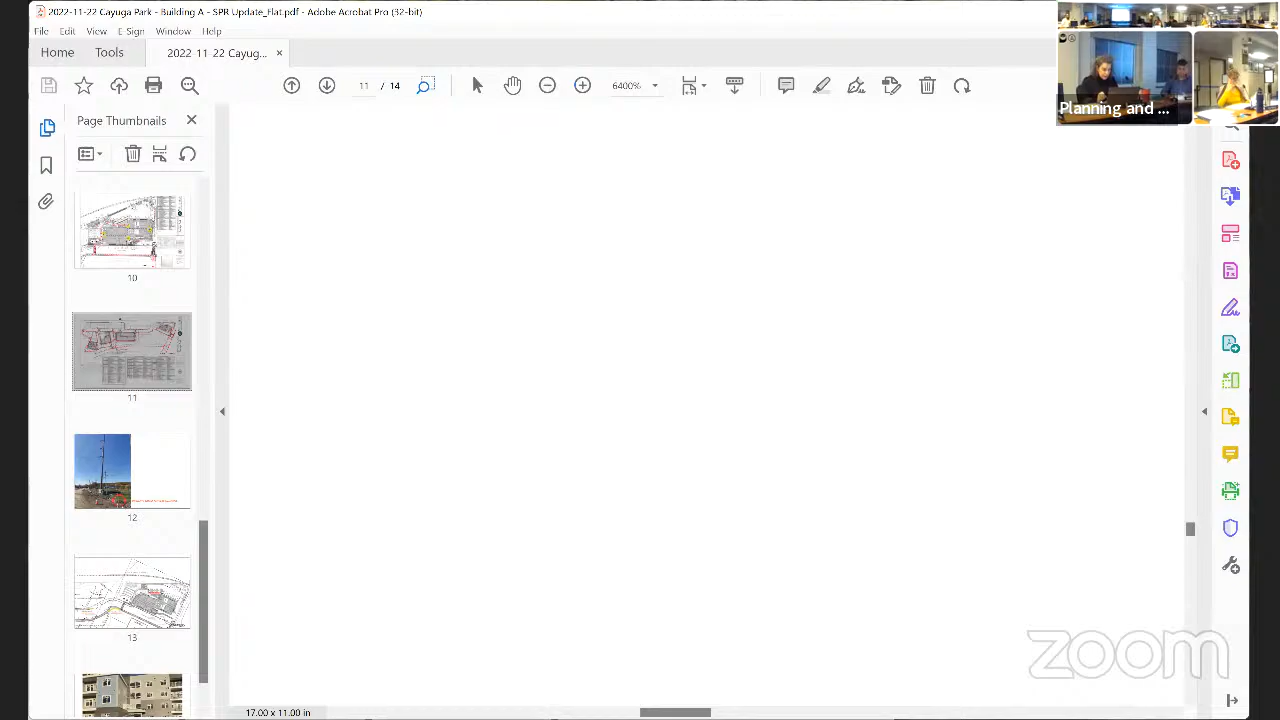 2022-11-22 Cayuga Park - Building A - SPR Update_Flat.pdf - Adobe Acrobat Pro (32-bit)
File Edit View E-Sign Window Help
Home Tools 2022-11-22 Cayug... ×
11 / 14 6400%
Planning and ...
Page Thumbnails
10
11
12
13
17.00 x 11.00 in
zoom